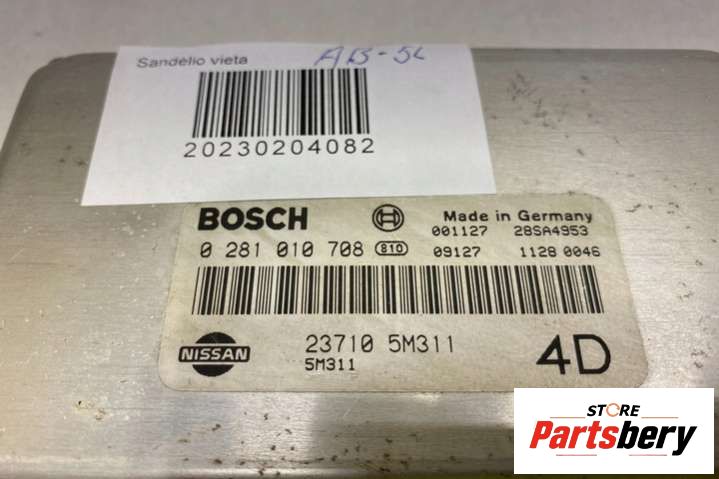 Sandėlio vieta AB-5L
20230204082
BOSCH Made in Germany
001127 28SA4953
0 281 010 708 810 09127 1128 0046
NISSAN 23710 5M311 4D
5M311
STORE
Partsbery